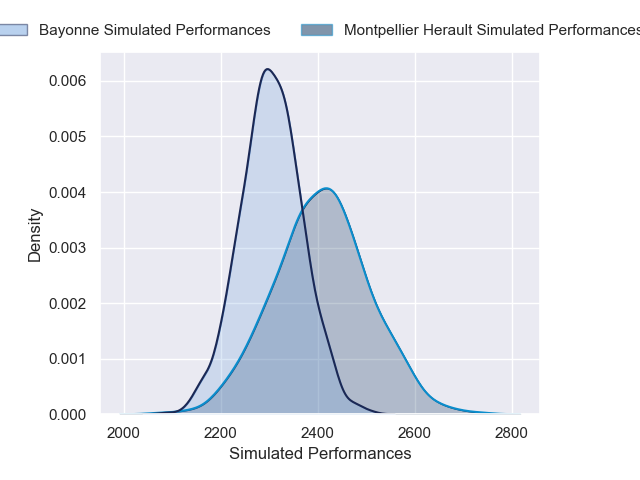 Bayonne Simulated Performances Montpellier Herault Simulated Performances
0.006
0.005
0.004
0.003
0.002
0.001
0.000
Density
2000 2200 2400 2600 2800
Simulated Performances